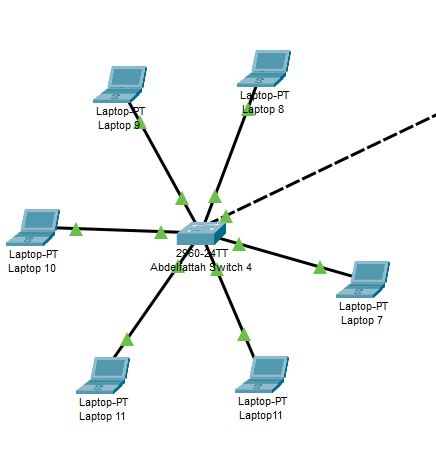 Laptop-PT
Laptop 9
Laptop-PT
Laptop 8
Laptop-PT
Laptop 10
2960-24TT
Abdelfattah Switch 4
Laptop-PT
Laptop 7
Laptop-PT
Laptop 11
Laptop-PT
Laptop11